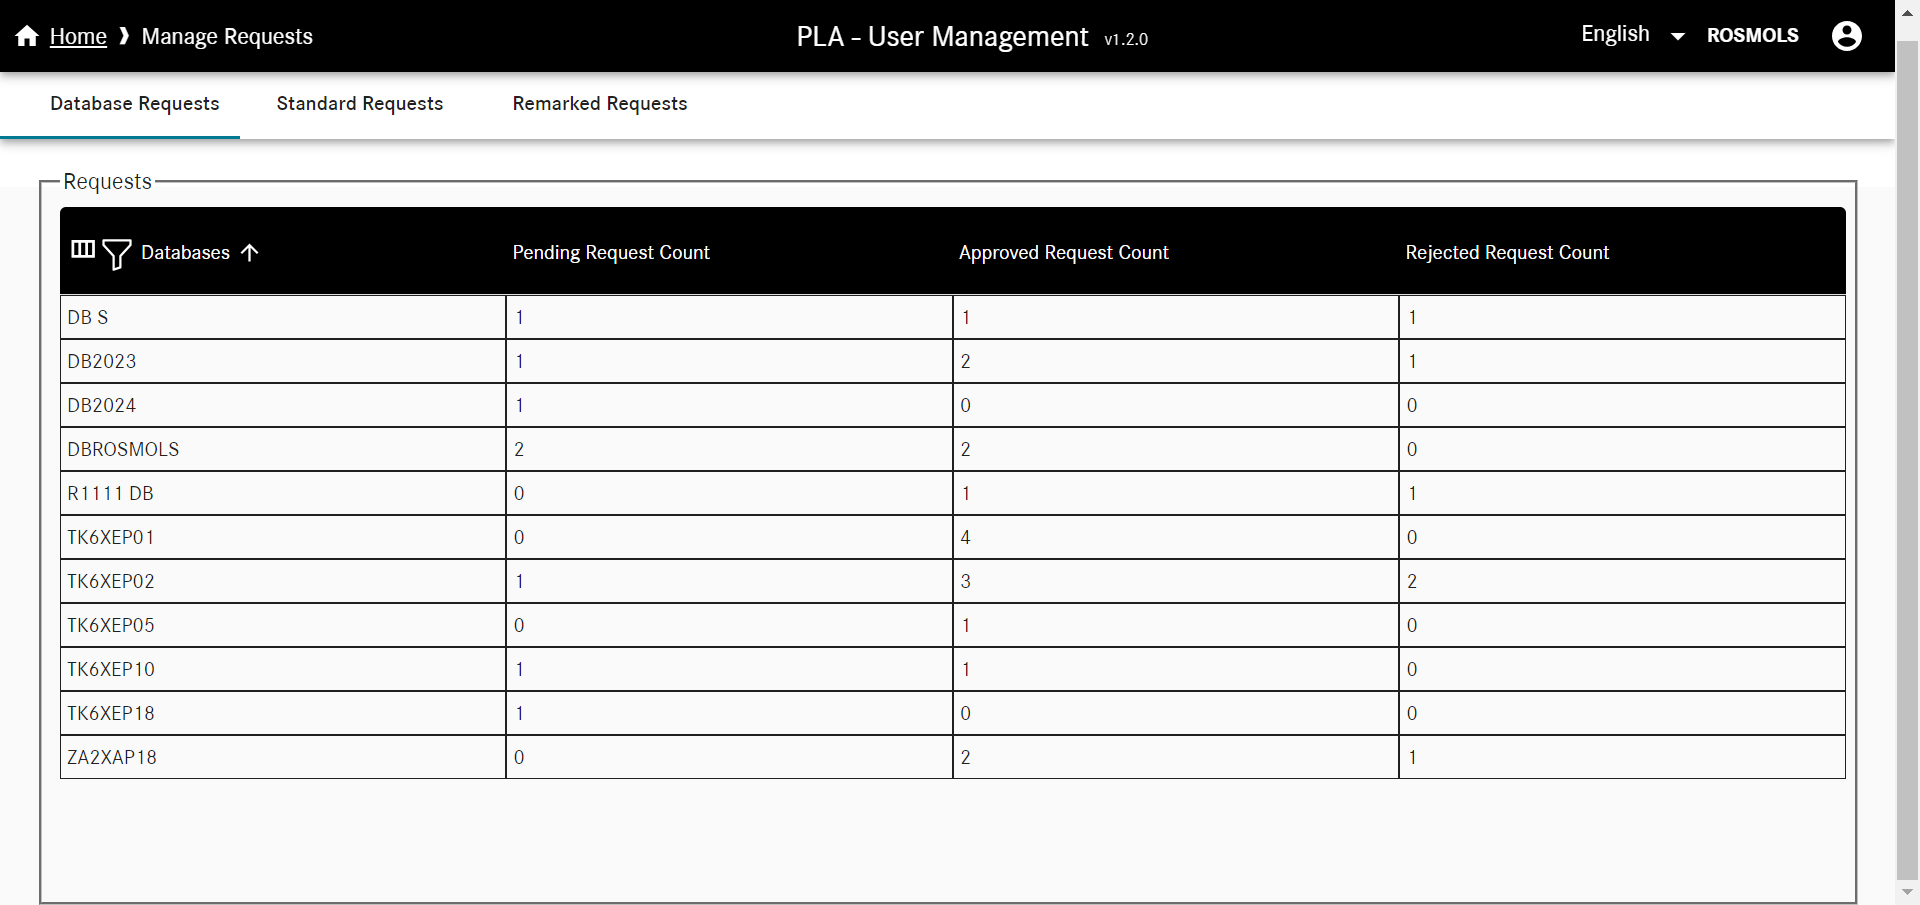 Home ❱ Manage Requests
PLA - User Management v1.2.0
English ROSMOLS
Database Requests Standard Requests Remarked Requests
Requests
Databases Pending Request Count Approved Request Count Rejected Request Count
DB S 1 1 1
DB2023 1 2 1
DB2024 1 0 0
DBROSMOLS 2 2 0
R1111 DB 0 1 1
TK6XEP01 0 4 0
TK6XEP02 1 3 2
TK6XEP05 0 1 0
TK6XEP10 1 1 0
TK6XEP18 1 0 0
ZA2XAP18 0 2 1